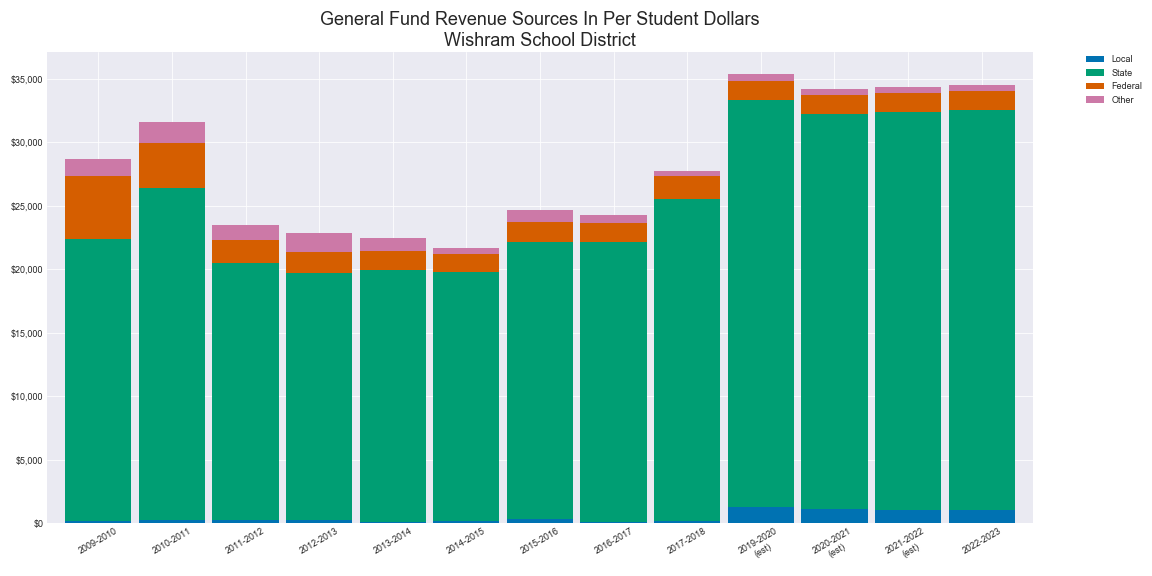 General Fund Revenue Sources In Per Student Dollars
Wishram School District
Local
State
Federal
Other
$35,000
$30,000
$25,000
$20,000
$15,000
$10,000
$5,000
$0
2009-2010
2010-2011
2011-2012
2012-2013
2013-2014
2014-2015
2015-2016
2016-2017
2017-2018
2019-2020
(est)
2020-2021
(est)
2021-2022
(est)
2022-2023